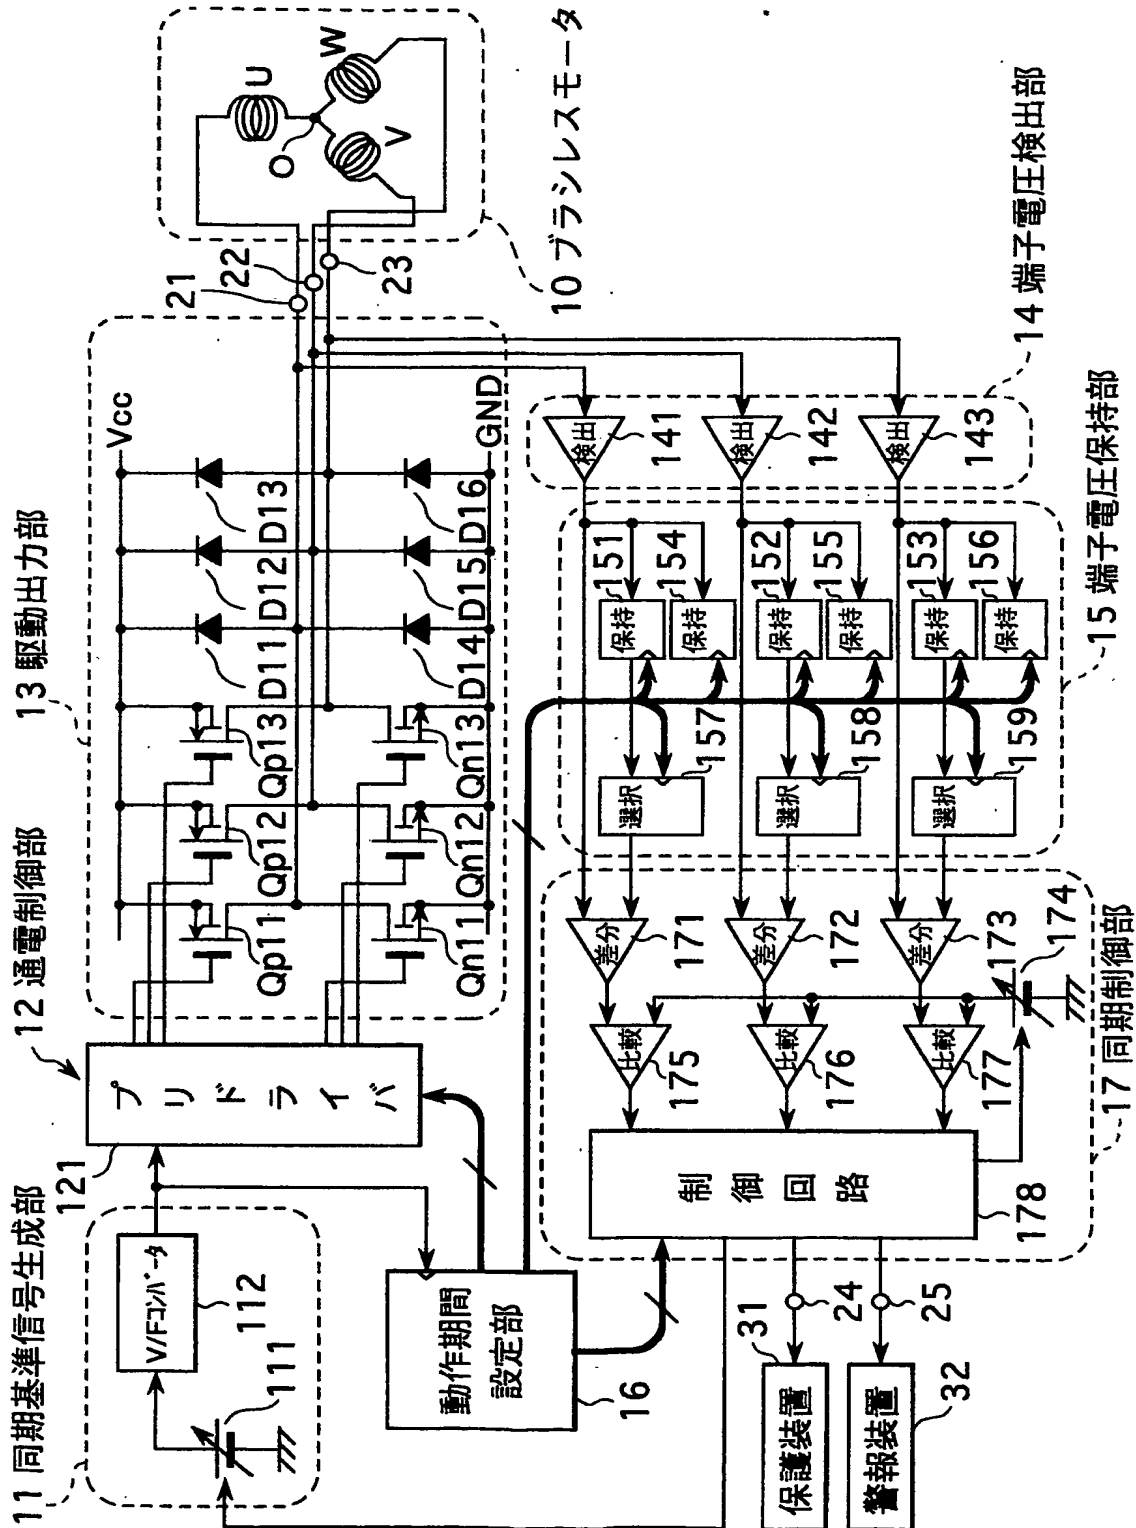 11 同期基準信号生成部
V/Fコンバータ
112
111
12 通電制御部
プリドライバ
121
13 駆動出力部
Vcc
GND
Qp11
Qp12
Qp13
Qn11
Qn12
Qn13
D11
D12
D13
D14
D15
D16
21
22
23
U
V
W
O
10 ブラシレスモータ
動作期間
設定部
16
14 端子電圧検出部
検出
141
検出
142
検出
143
15 端子電圧保持部
保持
151
保持
154
保持
152
保持
155
保持
153
保持
156
選択
157
選択
158
選択
159
17 同期制御部
差分
171
差分
172
差分
173
174
比較
175
比較
176
比較
177
制御回路
178
24
25
31
保護装置
32
警報装置